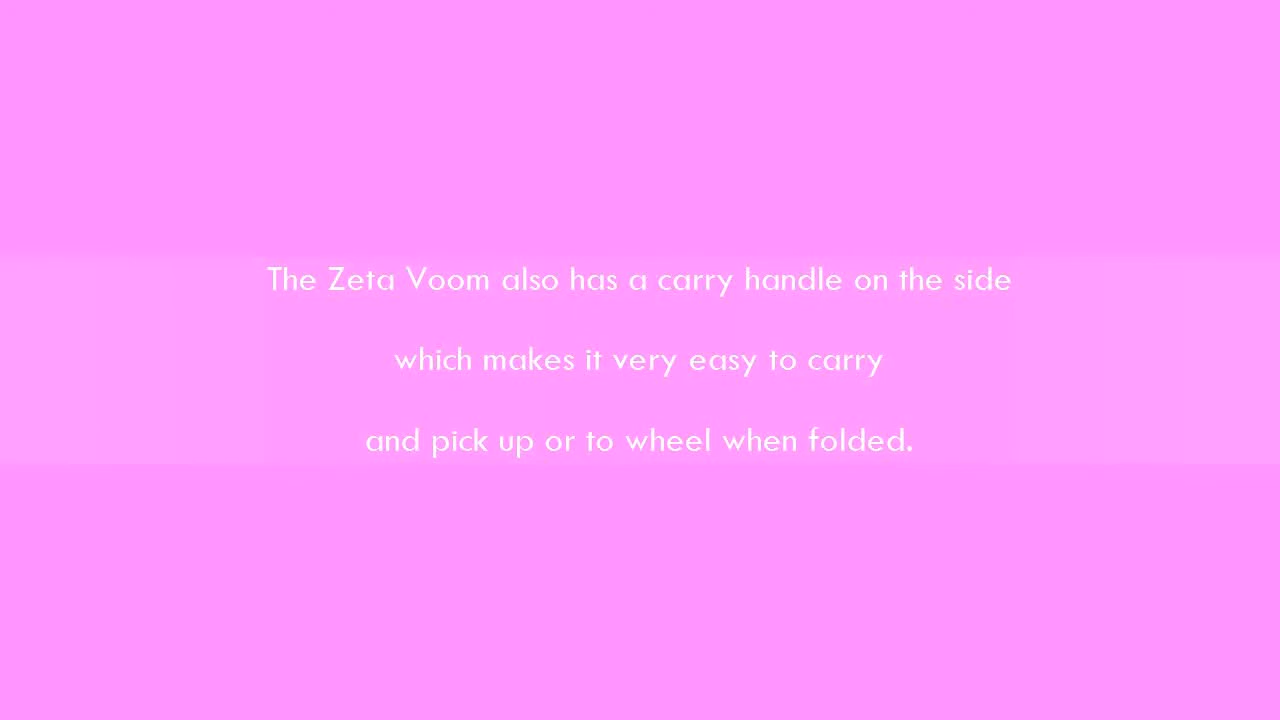 The Zeta Voom also has a carry handle on the side
which makes it very easy to carry
and pick up or to wheel when folded.